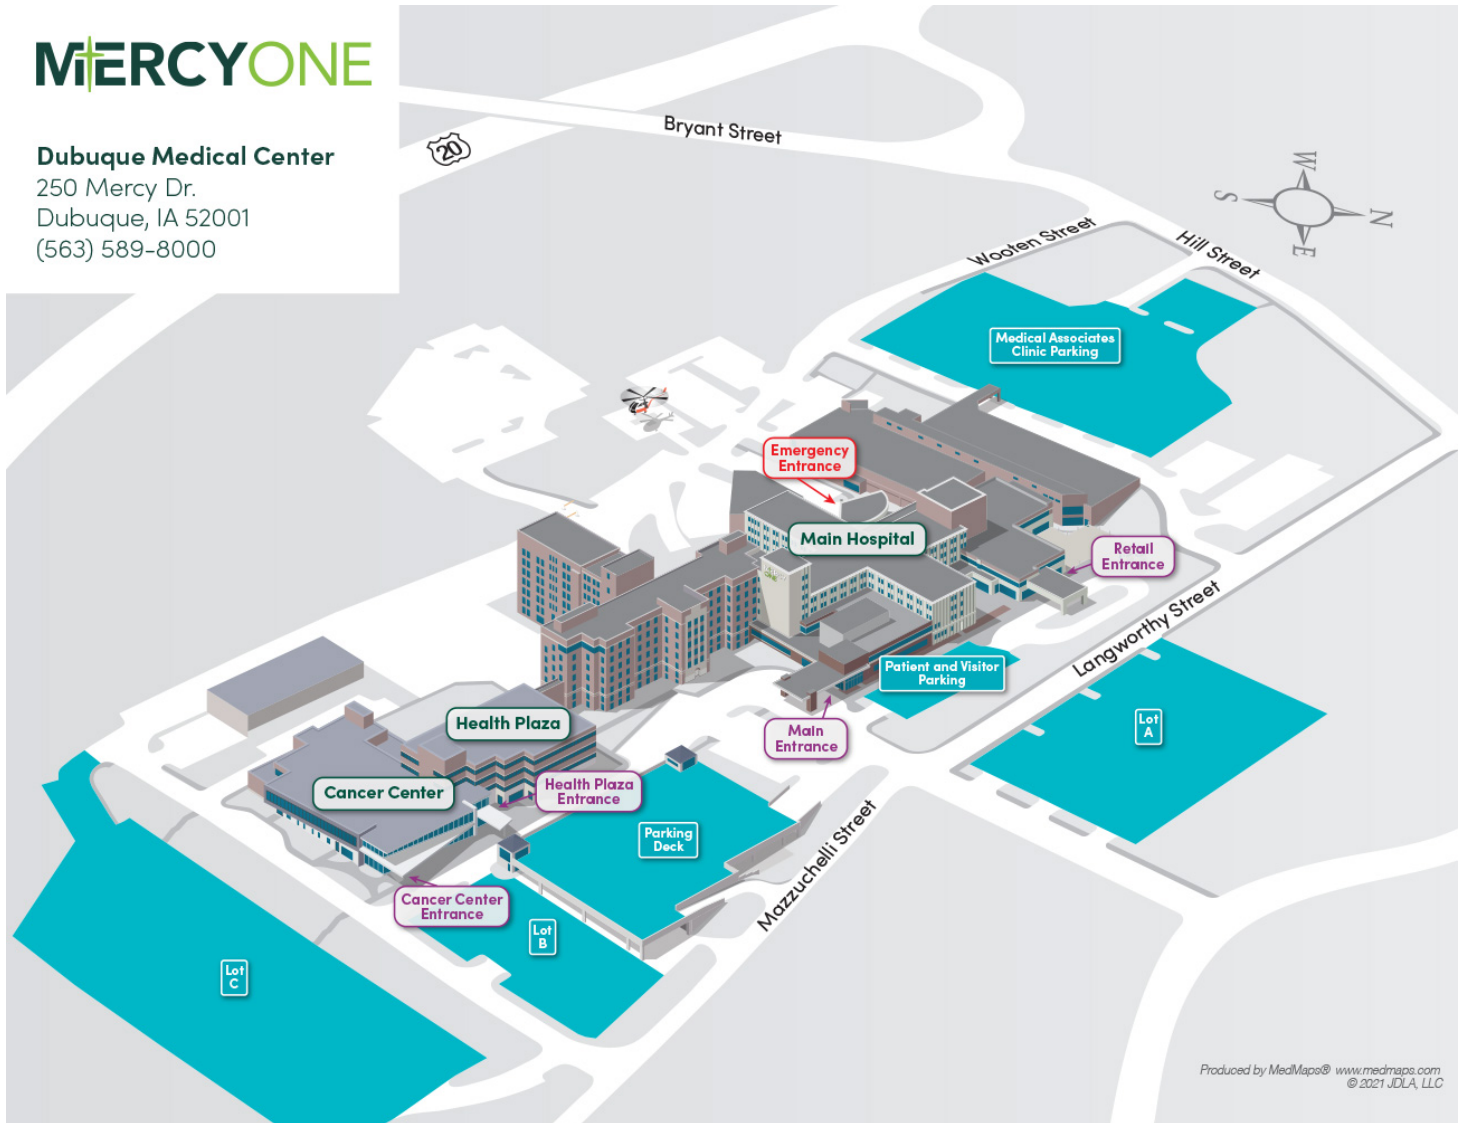 MERCYONE
Dubuque Medical Center
250 Mercy Dr.
Dubuque, IA 52001
(563) 589-8000
20
Bryant Street
W
S
N
E
Wooten Street
Hill Street
Medical Associates
Clinic Parking
Emergency
Entrance
Main Hospital
Retail
Entrance
Langworthy Street
Patient and Visitor
Parking
Main
Entrance
Lot
A
Health Plaza
Cancer Center
Health Plaza
Entrance
Parking
Deck
Mazzuchelli Street
Cancer Center
Entrance
Lot
B
Lot
C
Produced by MedMaps® www.medmaps.com
© 2021 JDLA, LLC